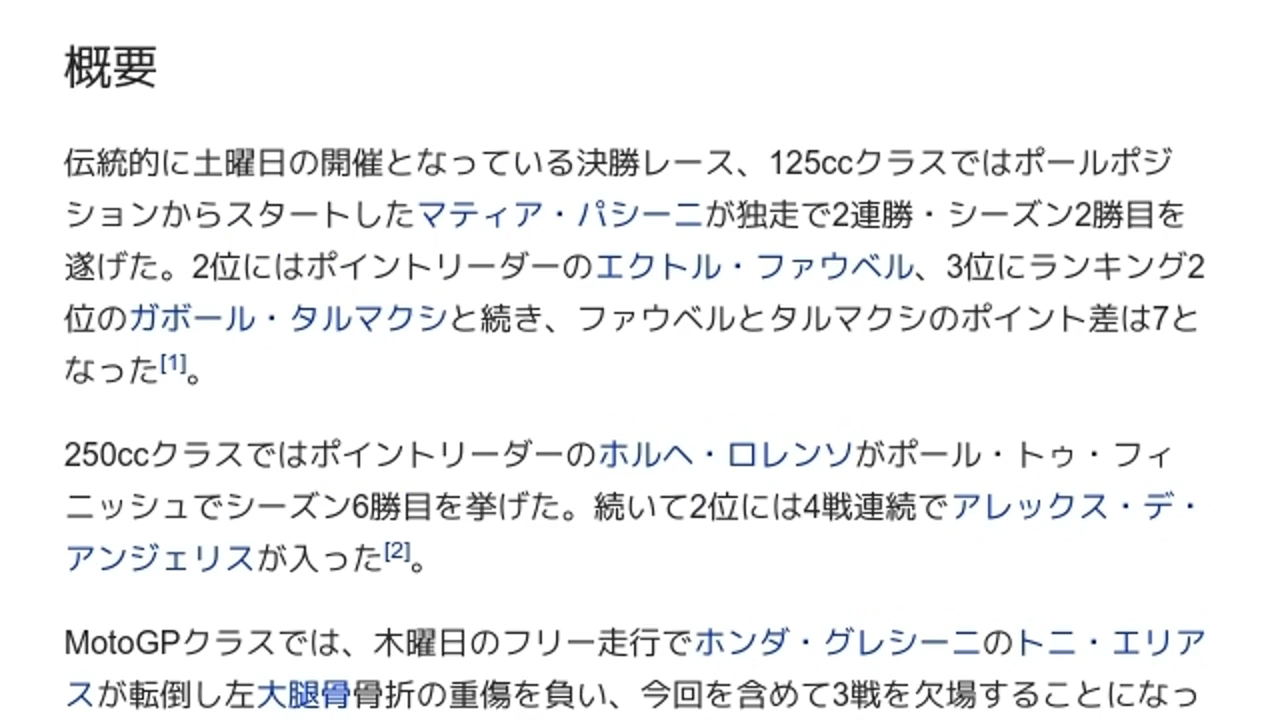 概要
伝統的に土曜日の開催となっている決勝レース、125ccクラスではポールポジ
ションからスタートしたマティア・パシーニが独走で2連勝・シーズン2勝目を
遂げた。2位にはポイントリーダーのエクトル・ファウベル、3位にランキング2
位のガボール・タルマクシと続き、ファウベルとタルマクシのポイント差は7と
なった[1]。
250ccクラスではポイントリーダーのホルヘ・ロレンソがポール・トゥ・フィ
ニッシュでシーズン6勝目を挙げた。続いて2位には4戦連続でアレックス・デ・
アンジェリスが入った[2]。
MotoGPクラスでは、木曜日のフリー走行でホンダ・グレシーニのトニ・エリア
スが転倒し左大腿骨骨折の重傷を負い、今回を含めて3戦を欠場することになっ